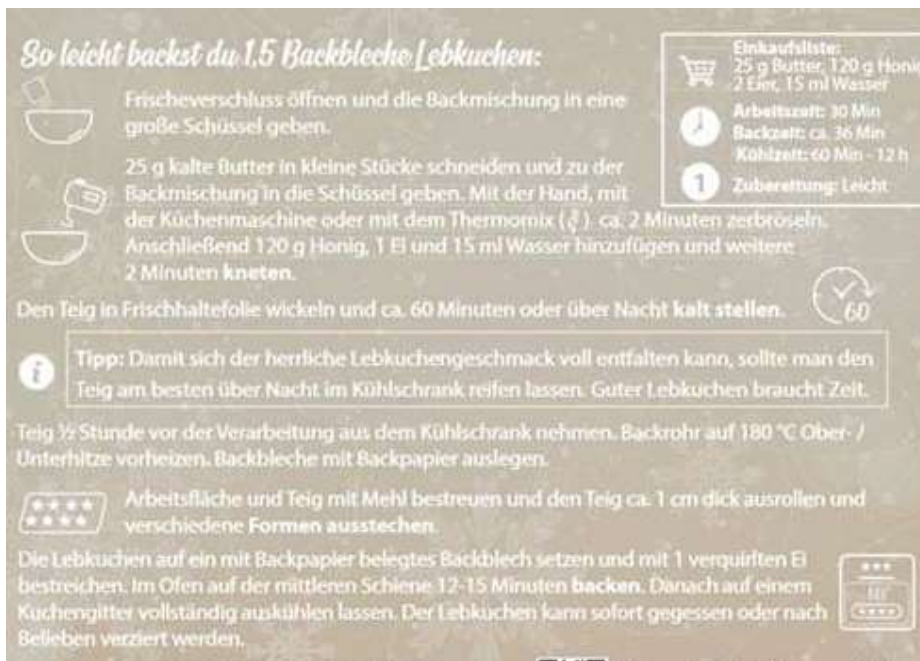 So leicht backst du 1.5 Backbleche Lebkuchen:
Einkaufsliste:
25 g Butter, 120 g Honig
2 Eier, 15 ml Wasser
Arbeitszeit: 30 Min
Backzeit: ca. 36 Min
Kühlzeit: 60 Min - 12 h
1 Zubereitung: Leicht
Frischeverschluss öffnen und die Backmischung in eine
große Schüssel geben.
25 g kalte Butter in kleine Stücke schneiden und zu der
Backmischung in die Schüssel geben. Mit der Hand, mit
der Küchenmaschine oder mit dem Thermomix ( ). ca. 2 Minuten zerbröseln.
Anschließend 120 g Honig, 1 Ei und 15 ml Wasser hinzufügen und weitere
2 Minuten kneten.
Den Teig in Frischhaltefolie wickeln und ca. 60 Minuten oder über Nacht kalt stellen.
60
Tipp: Damit sich der herrliche Lebkuchengeschmack voll entfalten kann, sollte man den
Teig am besten über Nacht im Kühlschrank reifen lassen. Guter Lebkuchen braucht Zeit.
Teig ½ Stunde vor der Verarbeitung aus dem Kühlschrank nehmen. Backrohr auf 180 °C Ober- /
Unterhitze vorheizen. Backbleche mit Backpapier auslegen.
Arbeitsfläche und Teig mit Mehl bestreuen und den Teig ca. 1 cm dick ausrollen und
verschiedene Formen ausstechen.
Die Lebkuchen auf ein mit Backpapier belegtes Backblech setzen und mit 1 verquirlten Ei
bestreichen. Im Ofen auf der mittleren Schiene 12-15 Minuten backen. Danach auf einem
Kuchengitter vollständig auskühlen lassen. Der Lebkuchen kann sofort gegessen oder nach
Belieben verziert werden.